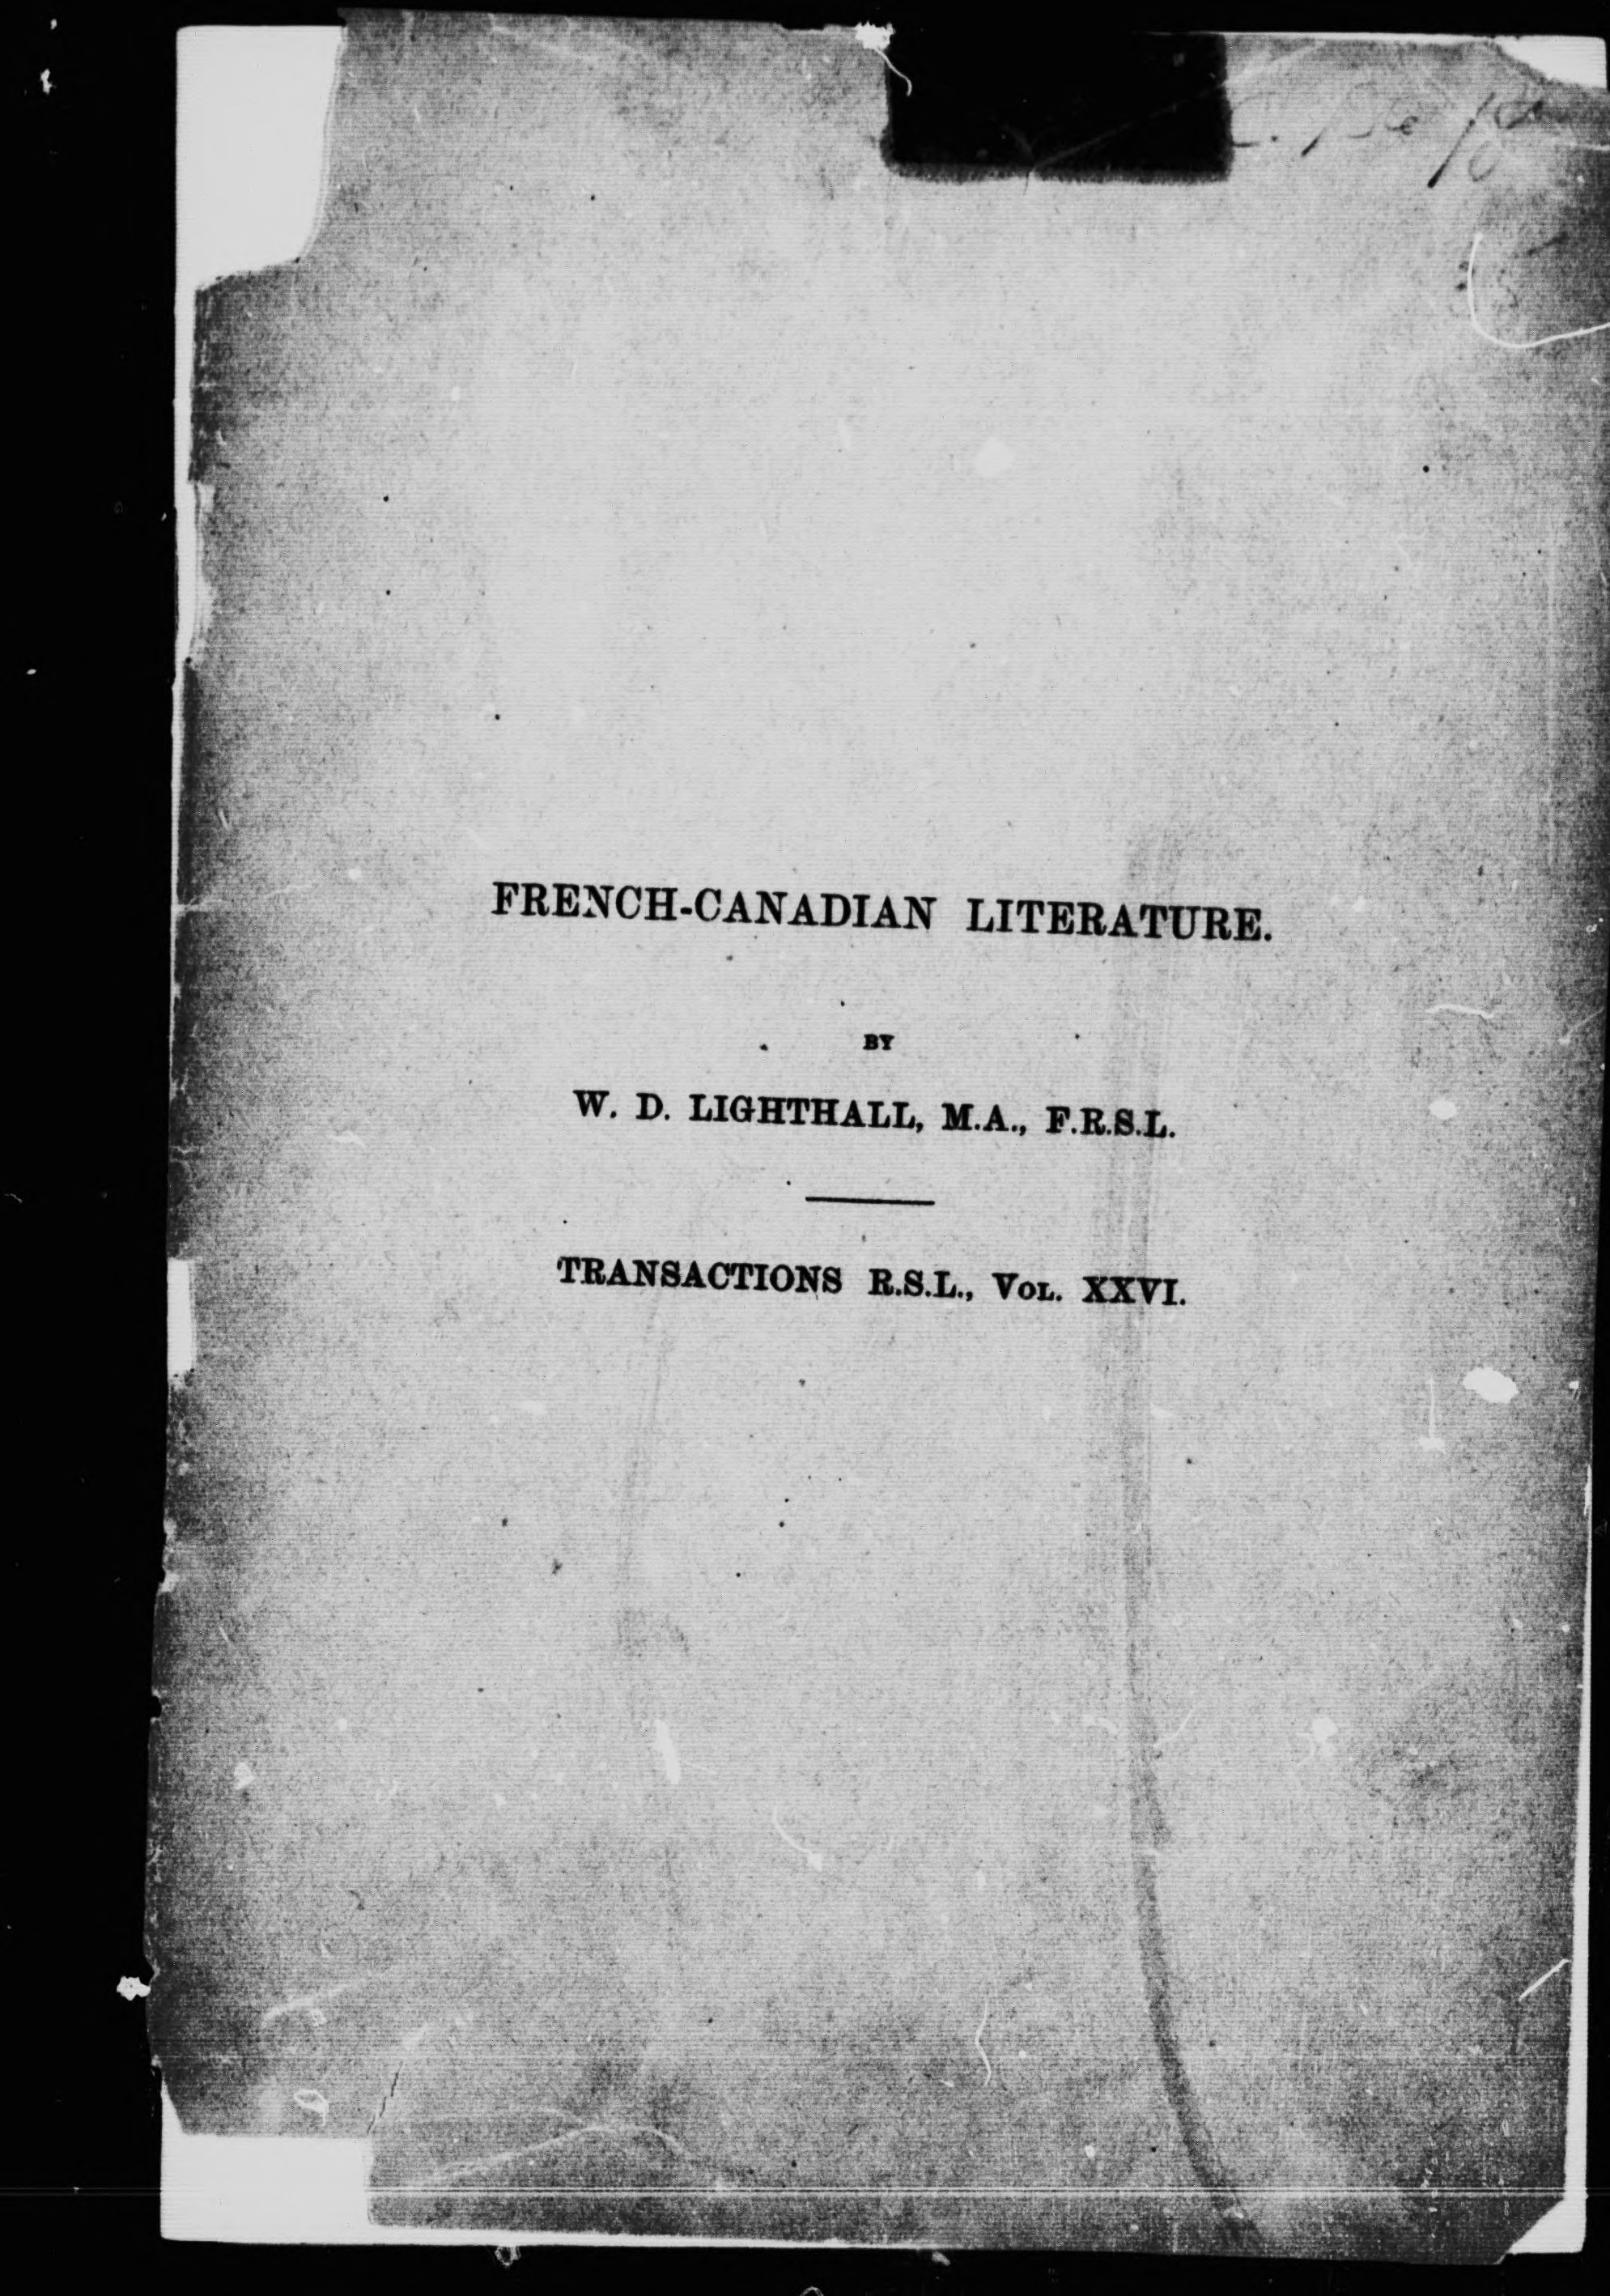 FRENCH-CANADIAN LITERATURE.
BY
W. D. LIGHTHALL, M.A., F.R.S.L.
TRANSACTIONS R.S.L., VOL. XXVI.